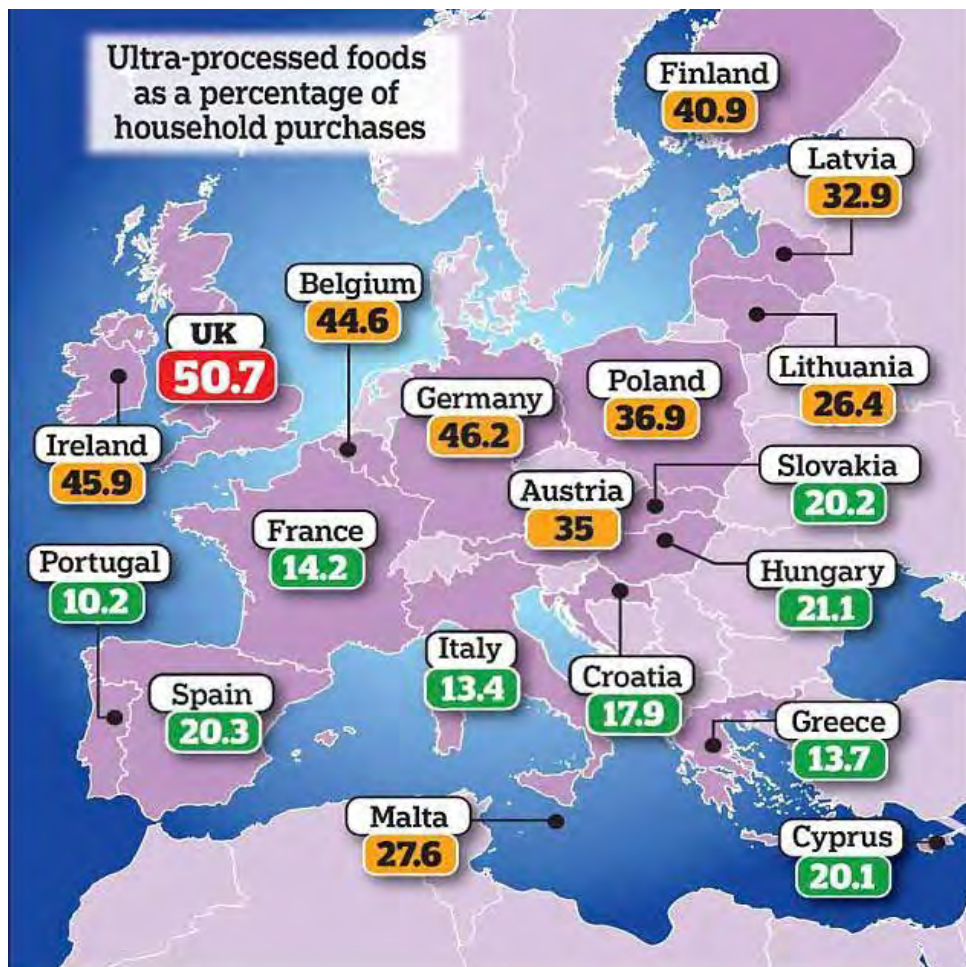 Ultra-processed foods
as a percentage of
household purchases
Finland
40.9
Latvia
32.9
Belgium
44.6
UK
50.7
Germany
46.2
Poland
36.9
Lithuania
26.4
Ireland
45.9
Slovakia
20.2
Austria
35
France
14.2
Portugal
10.2
Hungary
21.1
Italy
13.4
Croatia
17.9
Spain
20.3
Greece
13.7
Malta
27.6
Cyprus
20.1